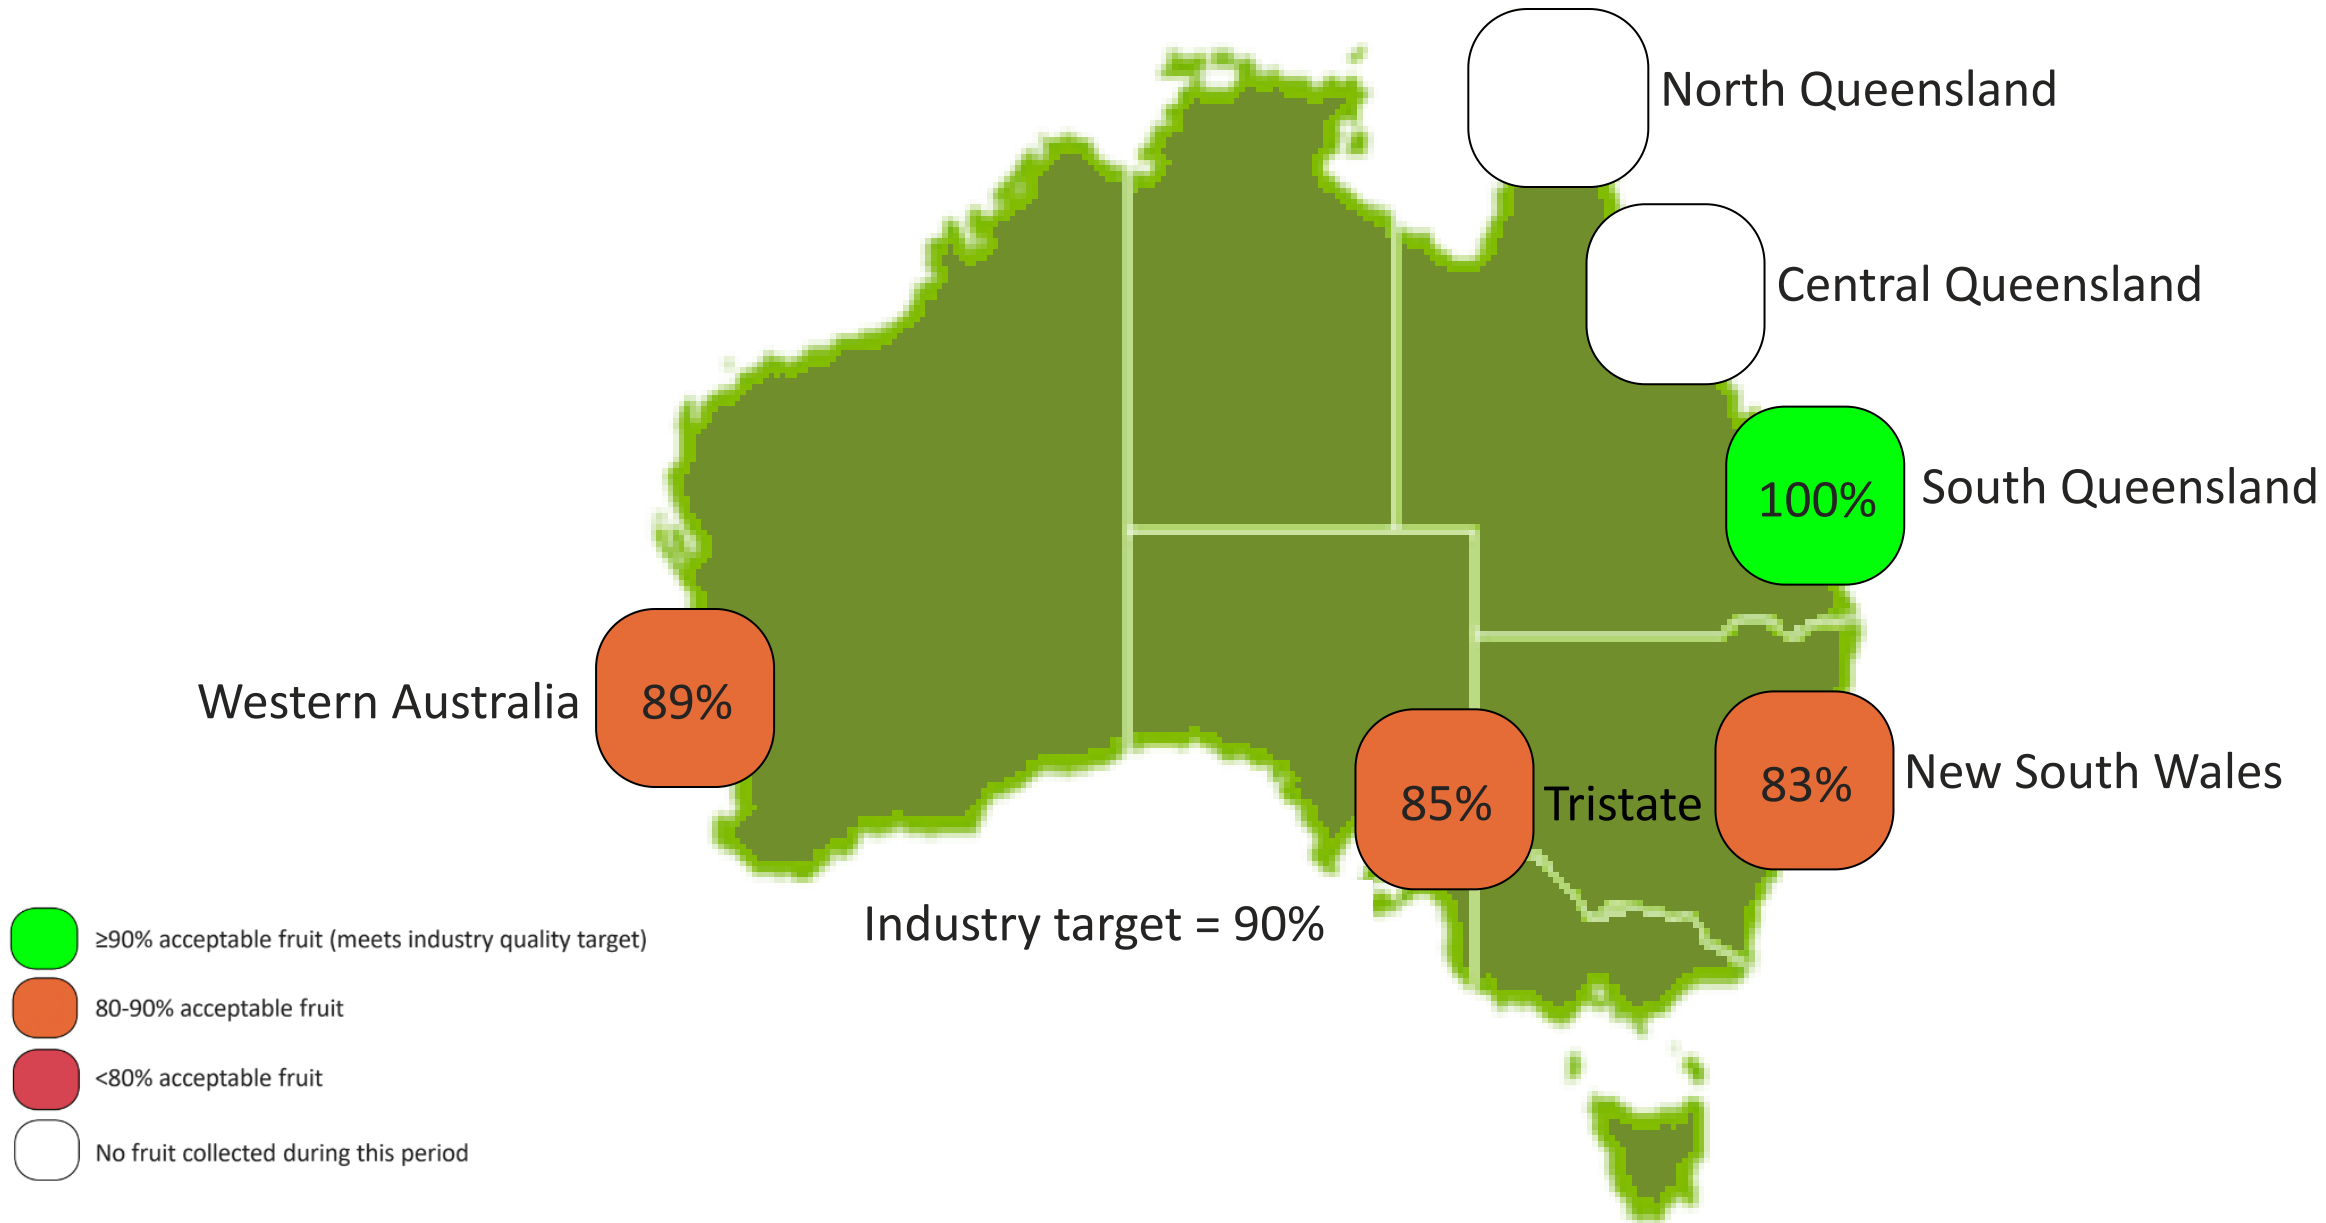 North Queensland
Central Queensland
100% South Queensland
Western Australia 89%
85% Tristate 83% New South Wales
Industry target = 90%
≥90% acceptable fruit (meets industry quality target)
80-90% acceptable fruit
<80% acceptable fruit
No fruit collected during this period